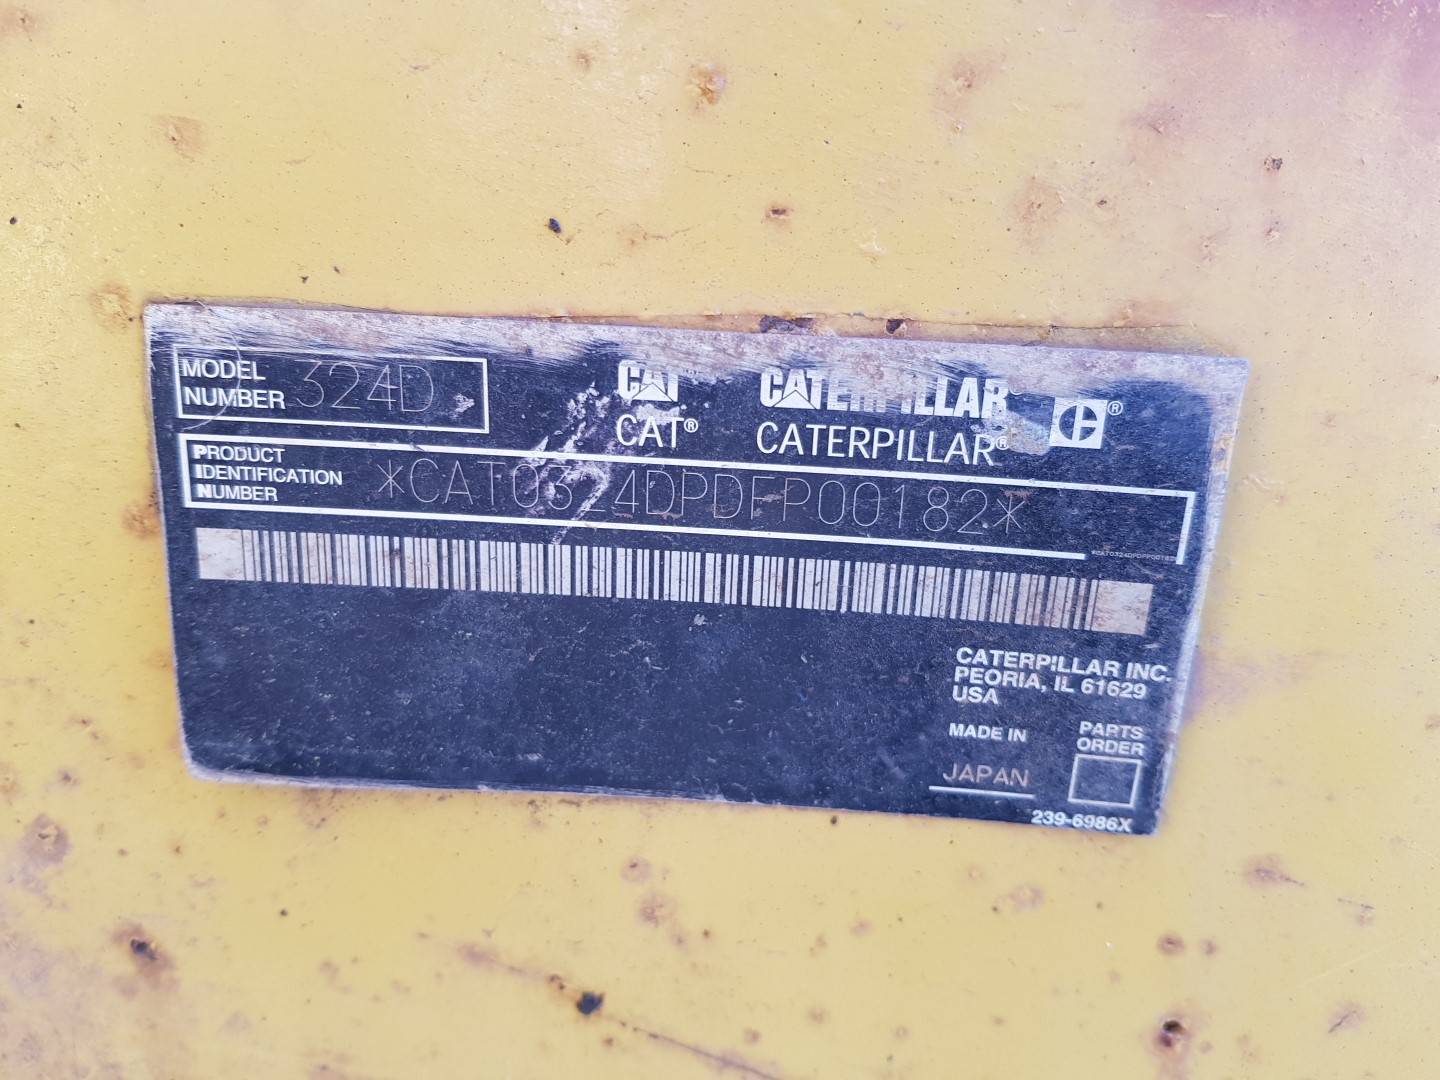 MODEL NUMBER 324D
CAT CATERPILLAR ®
CAT® CATERPILLAR®
PRODUCT
IDENTIFICATION
NUMBER
*CAT0324DPDFP00182*
*CAT0324DPDFP00182*
CATERPILLAR INC.
PEORIA, IL 61629
USA
MADE IN
JAPAN
PARTS
ORDER
239-6986X